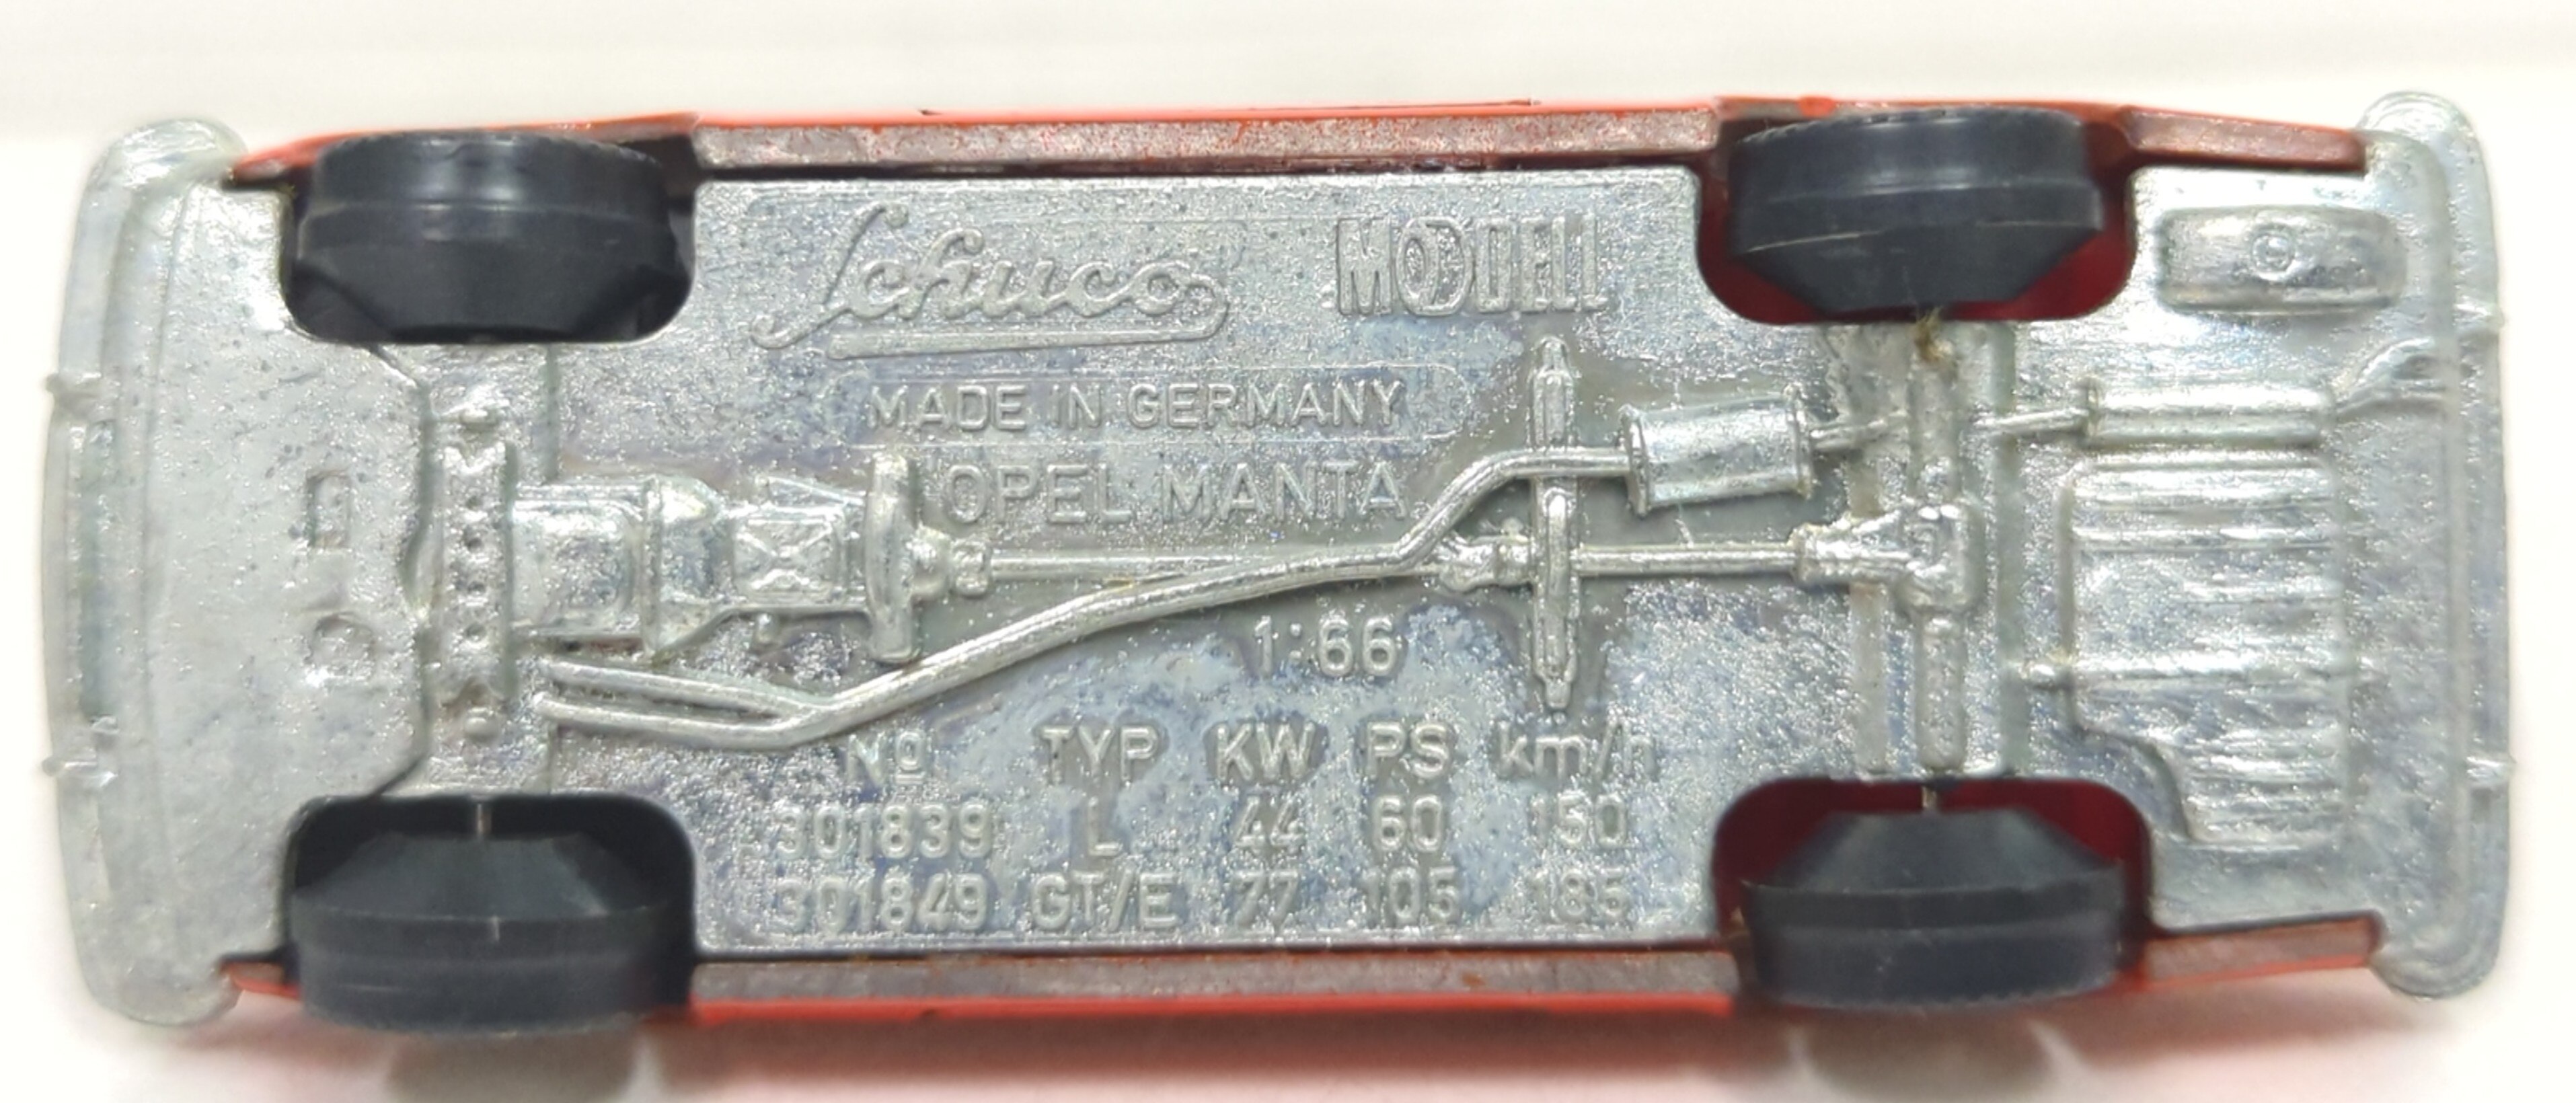 Schuco MODELL
MADE IN GERMANY
OPEL MANTA
1:66
Nº TYP KW PS km/h
301839 L 44 60 150
301849 GT/E 77 105 185